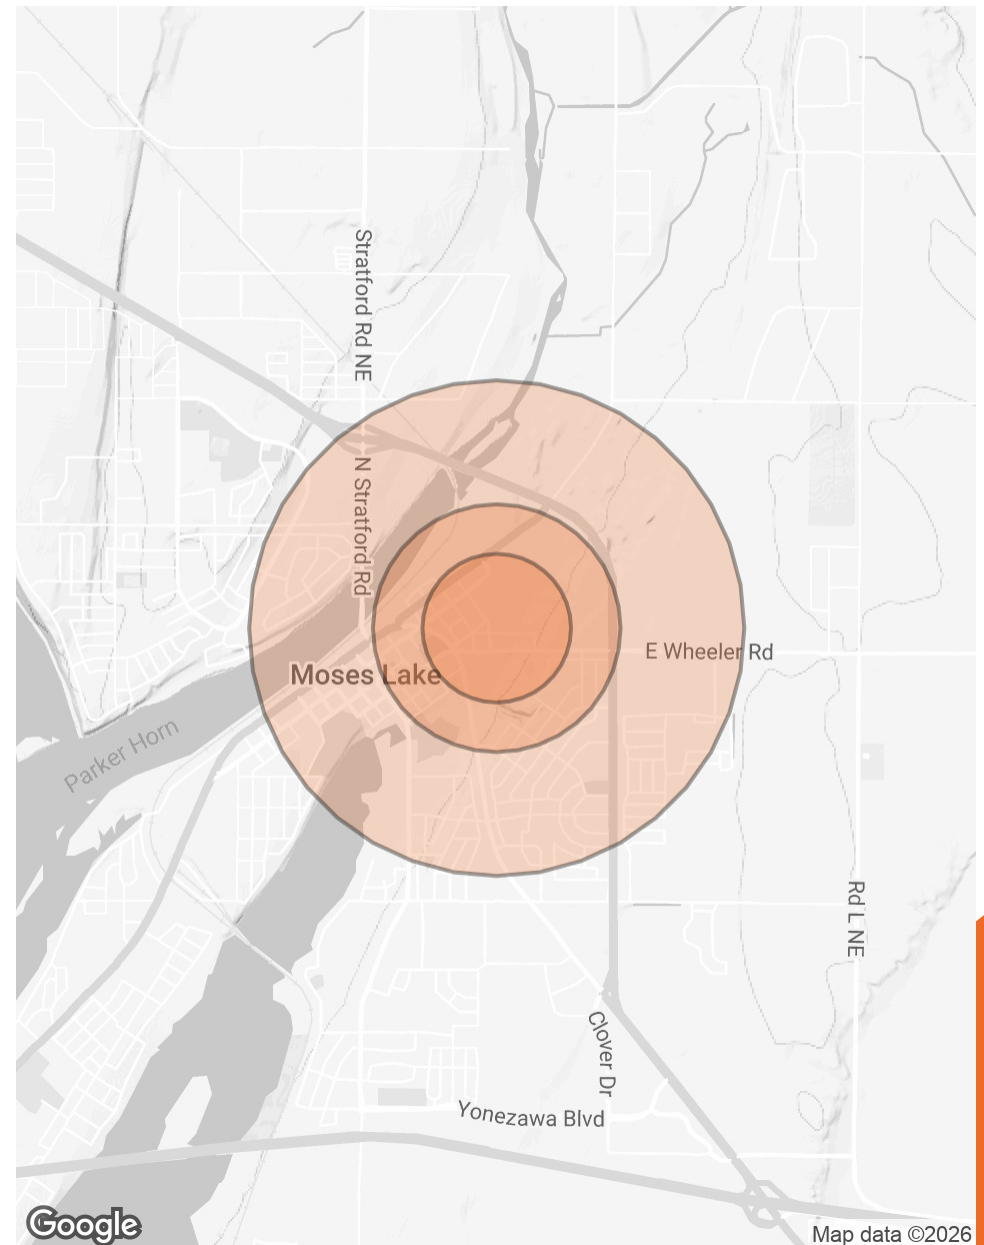 Stratford Rd NE
N Stratford Rd
E Wheeler Rd
Moses Lake
Parker Horn
Rd L NE
Clover Dr
Yonezawa Blvd
Google
Map data ©2026